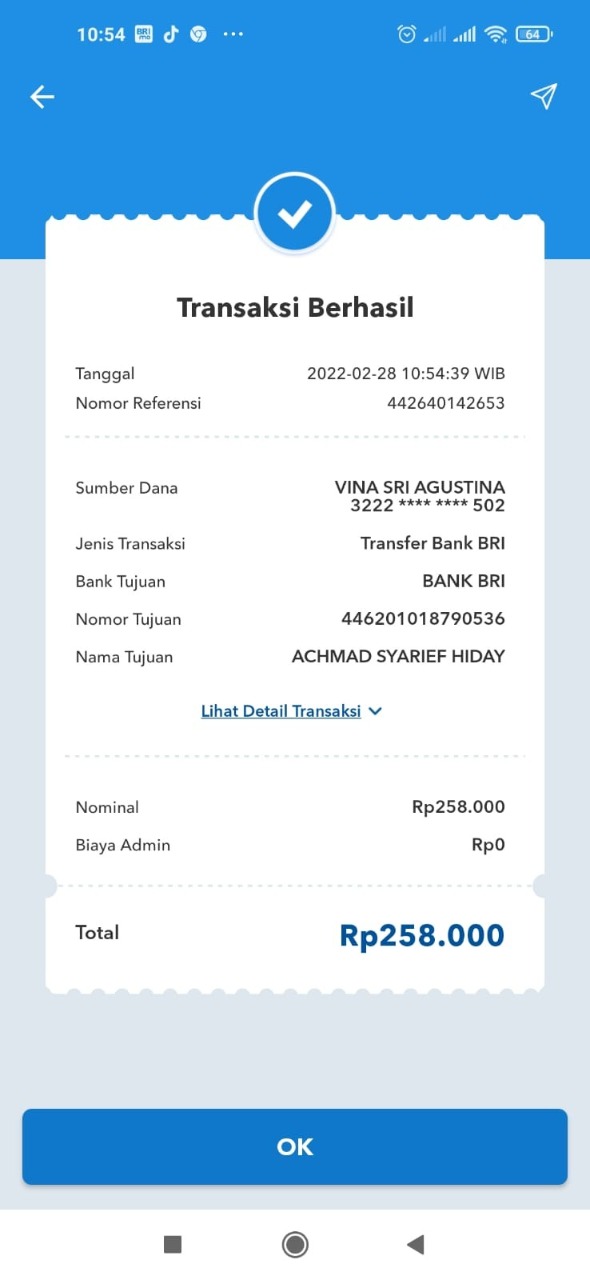 10:54 BRI mo 64
Transaksi Berhasil
Tanggal 2022-02-28 10:54:39 WIB
Nomor Referensi 442640142653
Sumber Dana VINA SRI AGUSTINA
3222 **** **** 502
Jenis Transaksi Transfer Bank BRI
Bank Tujuan BANK BRI
Nomor Tujuan 446201018790536
Nama Tujuan ACHMAD SYARIEF HIDAY
Lihat Detail Transaksi
Nominal Rp258.000
Biaya Admin Rp0
Total Rp258.000
OK